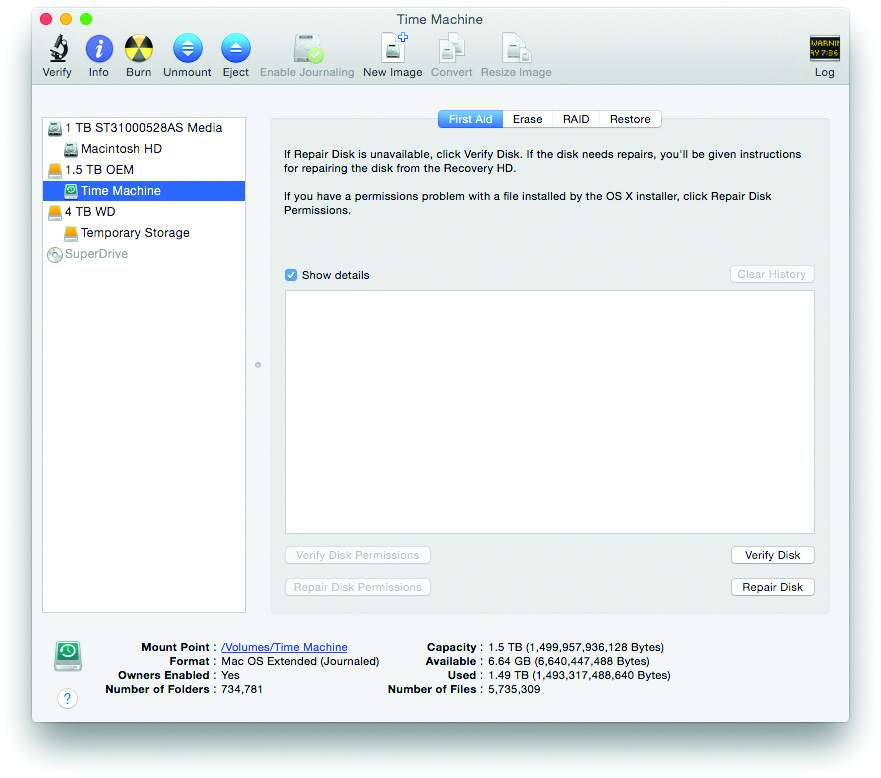 Time Machine
Verify Info Burn Unmount Eject Enable Journaling New Image Convert Resize Image Log
WARNIN
AY 7:36
1 TB ST31000528AS Media
Macintosh HD
1.5 TB OEM
Time Machine
4 TB WD
Temporary Storage
SuperDrive
First Aid Erase RAID Restore
If Repair Disk is unavailable, click Verify Disk. If the disk needs repairs, you'll be given instructions
for repairing the disk from the Recovery HD.
If you have a permissions problem with a file installed by the OS X installer, click Repair Disk
Permissions.
Show details Clear History
Verify Disk Permissions Verify Disk
Repair Disk Permissions Repair Disk
Mount Point : /Volumes/Time Machine Capacity : 1.5 TB (1,499,957,936,128 Bytes)
Format : Mac OS Extended (Journaled) Available : 6.64 GB (6,640,447,488 Bytes)
Owners Enabled : Yes Used : 1.49 TB (1,493,317,488,640 Bytes)
Number of Folders : 734,781 Number of Files : 5,735,309
?